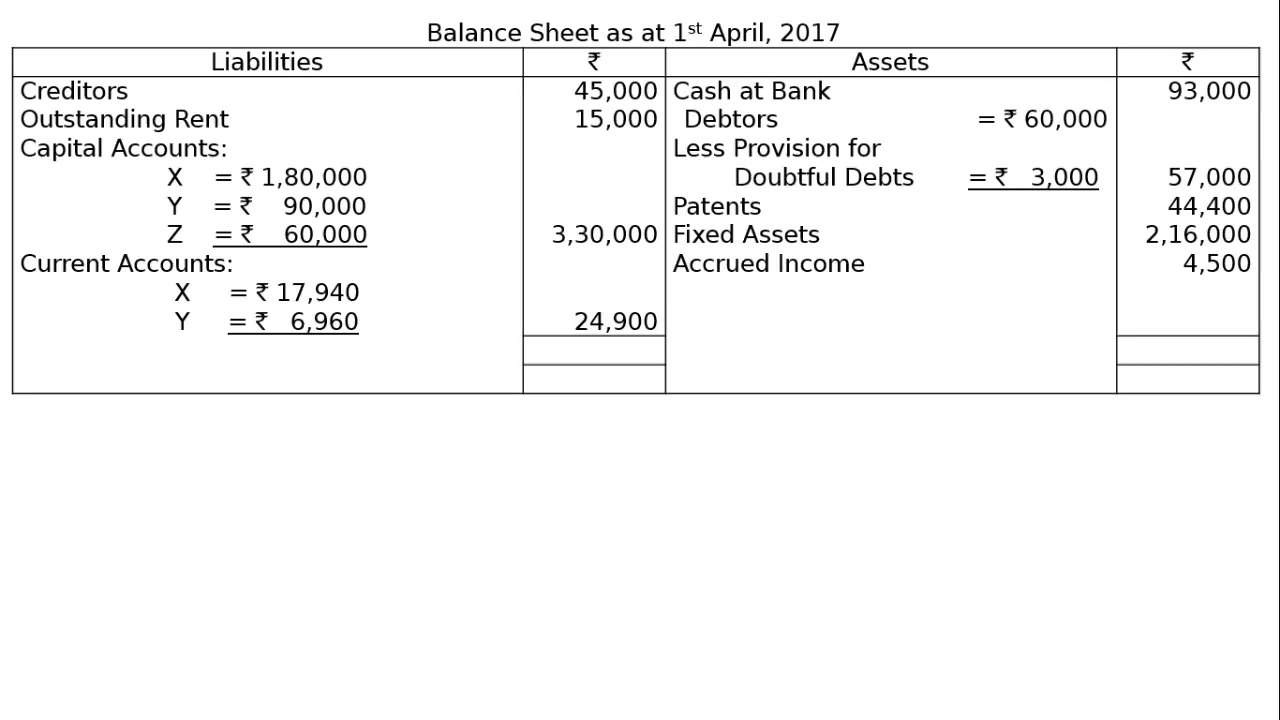 Balance Sheet as at 1st April, 2017
Liabilities ₹ Assets ₹
Creditors 45,000 Cash at Bank 93,000
Outstanding Rent 15,000 Debtors = ₹ 60,000
Capital Accounts: Less Provision for
X = ₹ 1,80,000 Doubtful Debts = ₹ 3,000 57,000
Y = ₹ 90,000 Patents 44,400
Z = ₹ 60,000 3,30,000 Fixed Assets 2,16,000
Current Accounts: Accrued Income 4,500
X = ₹ 17,940
Y = ₹ 6,960 24,900